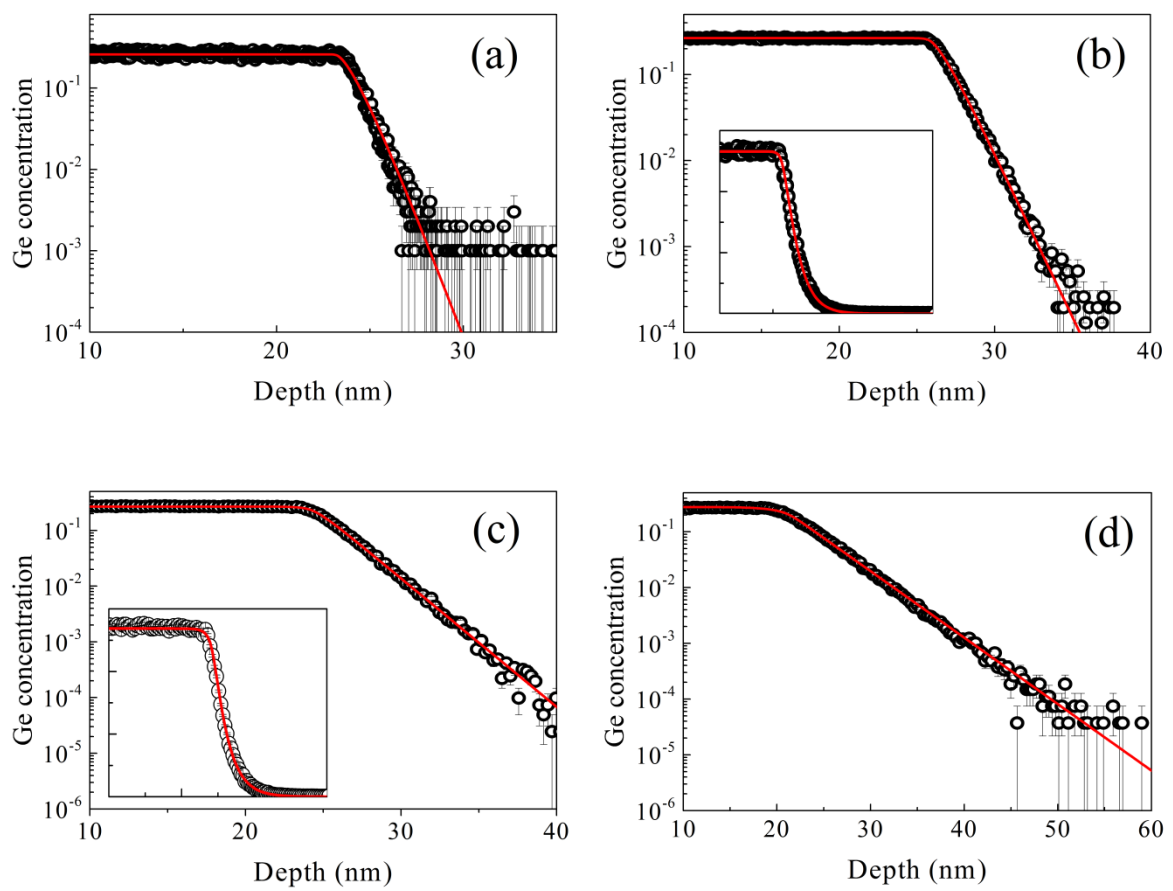 (a)
Ge concentration
10^-1
10^-2
10^-3
10^-4
10 20 30
Depth (nm)
(b)
Ge concentration
10^-1
10^-2
10^-3
10^-4
10 20 30 40
Depth (nm)
(c)
Ge concentration
10^-1
10^-2
10^-3
10^-4
10^-5
10^-6
10 20 30 40
Depth (nm)
(d)
Ge concentration
10^-1
10^-2
10^-3
10^-4
10^-5
10^-6
10 20 30 40 50 60
Depth (nm)